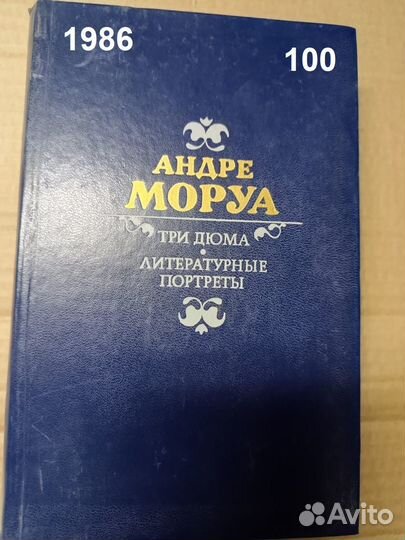 1986
100
АНДРЕ
МОРУА
ТРИ ДЮМА
•
ЛИТЕРАТУРНЫЕ
ПОРТРЕТЫ
Avito